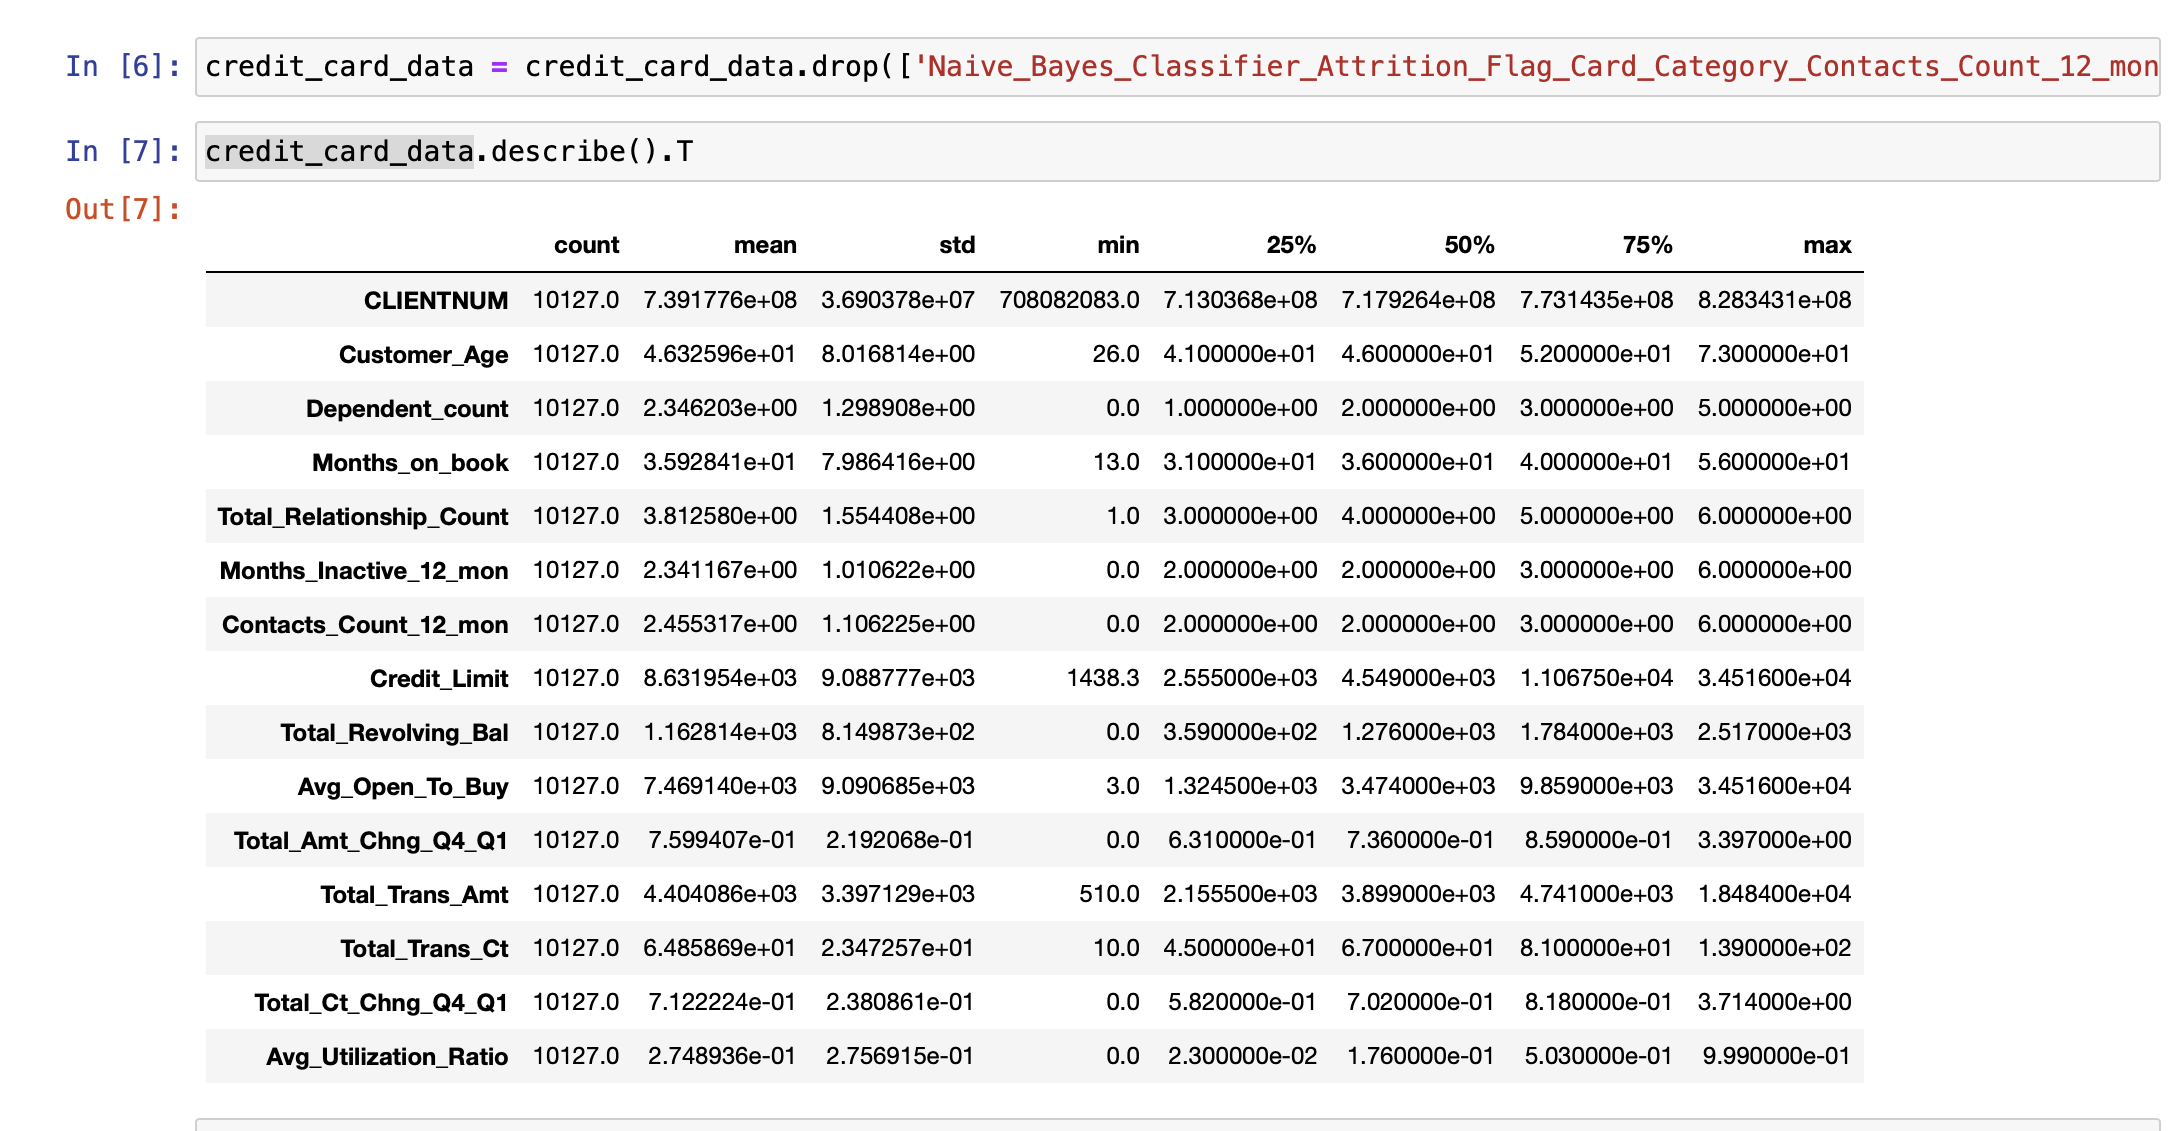 In [6]: credit_card_data = credit_card_data.drop(['Naive_Bayes_Classifier_Attrition_Flag_Card_Category_Contacts_Count_12_mon
In [7]: credit_card_data.describe().T
Out[7]:
count mean std min 25% 50% 75% max
CLIENTNUM 10127.0 7.391776e+08 3.690378e+07 708082083.0 7.130368e+08 7.179264e+08 7.731435e+08 8.283431e+08
Customer_Age 10127.0 4.632596e+01 8.016814e+00 26.0 4.100000e+01 4.600000e+01 5.200000e+01 7.300000e+01
Dependent_count 10127.0 2.346203e+00 1.298908e+00 0.0 1.000000e+00 2.000000e+00 3.000000e+00 5.000000e+00
Months_on_book 10127.0 3.592841e+01 7.986416e+00 13.0 3.100000e+01 3.600000e+01 4.000000e+01 5.600000e+01
Total_Relationship_Count 10127.0 3.812580e+00 1.554408e+00 1.0 3.000000e+00 4.000000e+00 5.000000e+00 6.000000e+00
Months_Inactive_12_mon 10127.0 2.341167e+00 1.010622e+00 0.0 2.000000e+00 2.000000e+00 3.000000e+00 6.000000e+00
Contacts_Count_12_mon 10127.0 2.455317e+00 1.106225e+00 0.0 2.000000e+00 2.000000e+00 3.000000e+00 6.000000e+00
Credit_Limit 10127.0 8.631954e+03 9.088777e+03 1438.3 2.555000e+03 4.549000e+03 1.106750e+04 3.451600e+04
Total_Revolving_Bal 10127.0 1.162814e+03 8.149873e+02 0.0 3.590000e+02 1.276000e+03 1.784000e+03 2.517000e+03
Avg_Open_To_Buy 10127.0 7.469140e+03 9.090685e+03 3.0 1.324500e+03 3.474000e+03 9.859000e+03 3.451600e+04
Total_Amt_Chng_Q4_Q1 10127.0 7.599407e-01 2.192068e-01 0.0 6.310000e-01 7.360000e-01 8.590000e-01 3.397000e+00
Total_Trans_Amt 10127.0 4.404086e+03 3.397129e+03 510.0 2.155500e+03 3.899000e+03 4.741000e+03 1.848400e+04
Total_Trans_Ct 10127.0 6.485869e+01 2.347257e+01 10.0 4.500000e+01 6.700000e+01 8.100000e+01 1.390000e+02
Total_Ct_Chng_Q4_Q1 10127.0 7.122224e-01 2.380861e-01 0.0 5.820000e-01 7.020000e-01 8.180000e-01 3.714000e+00
Avg_Utilization_Ratio 10127.0 2.748936e-01 2.756915e-01 0.0 2.300000e-02 1.760000e-01 5.030000e-01 9.990000e-01